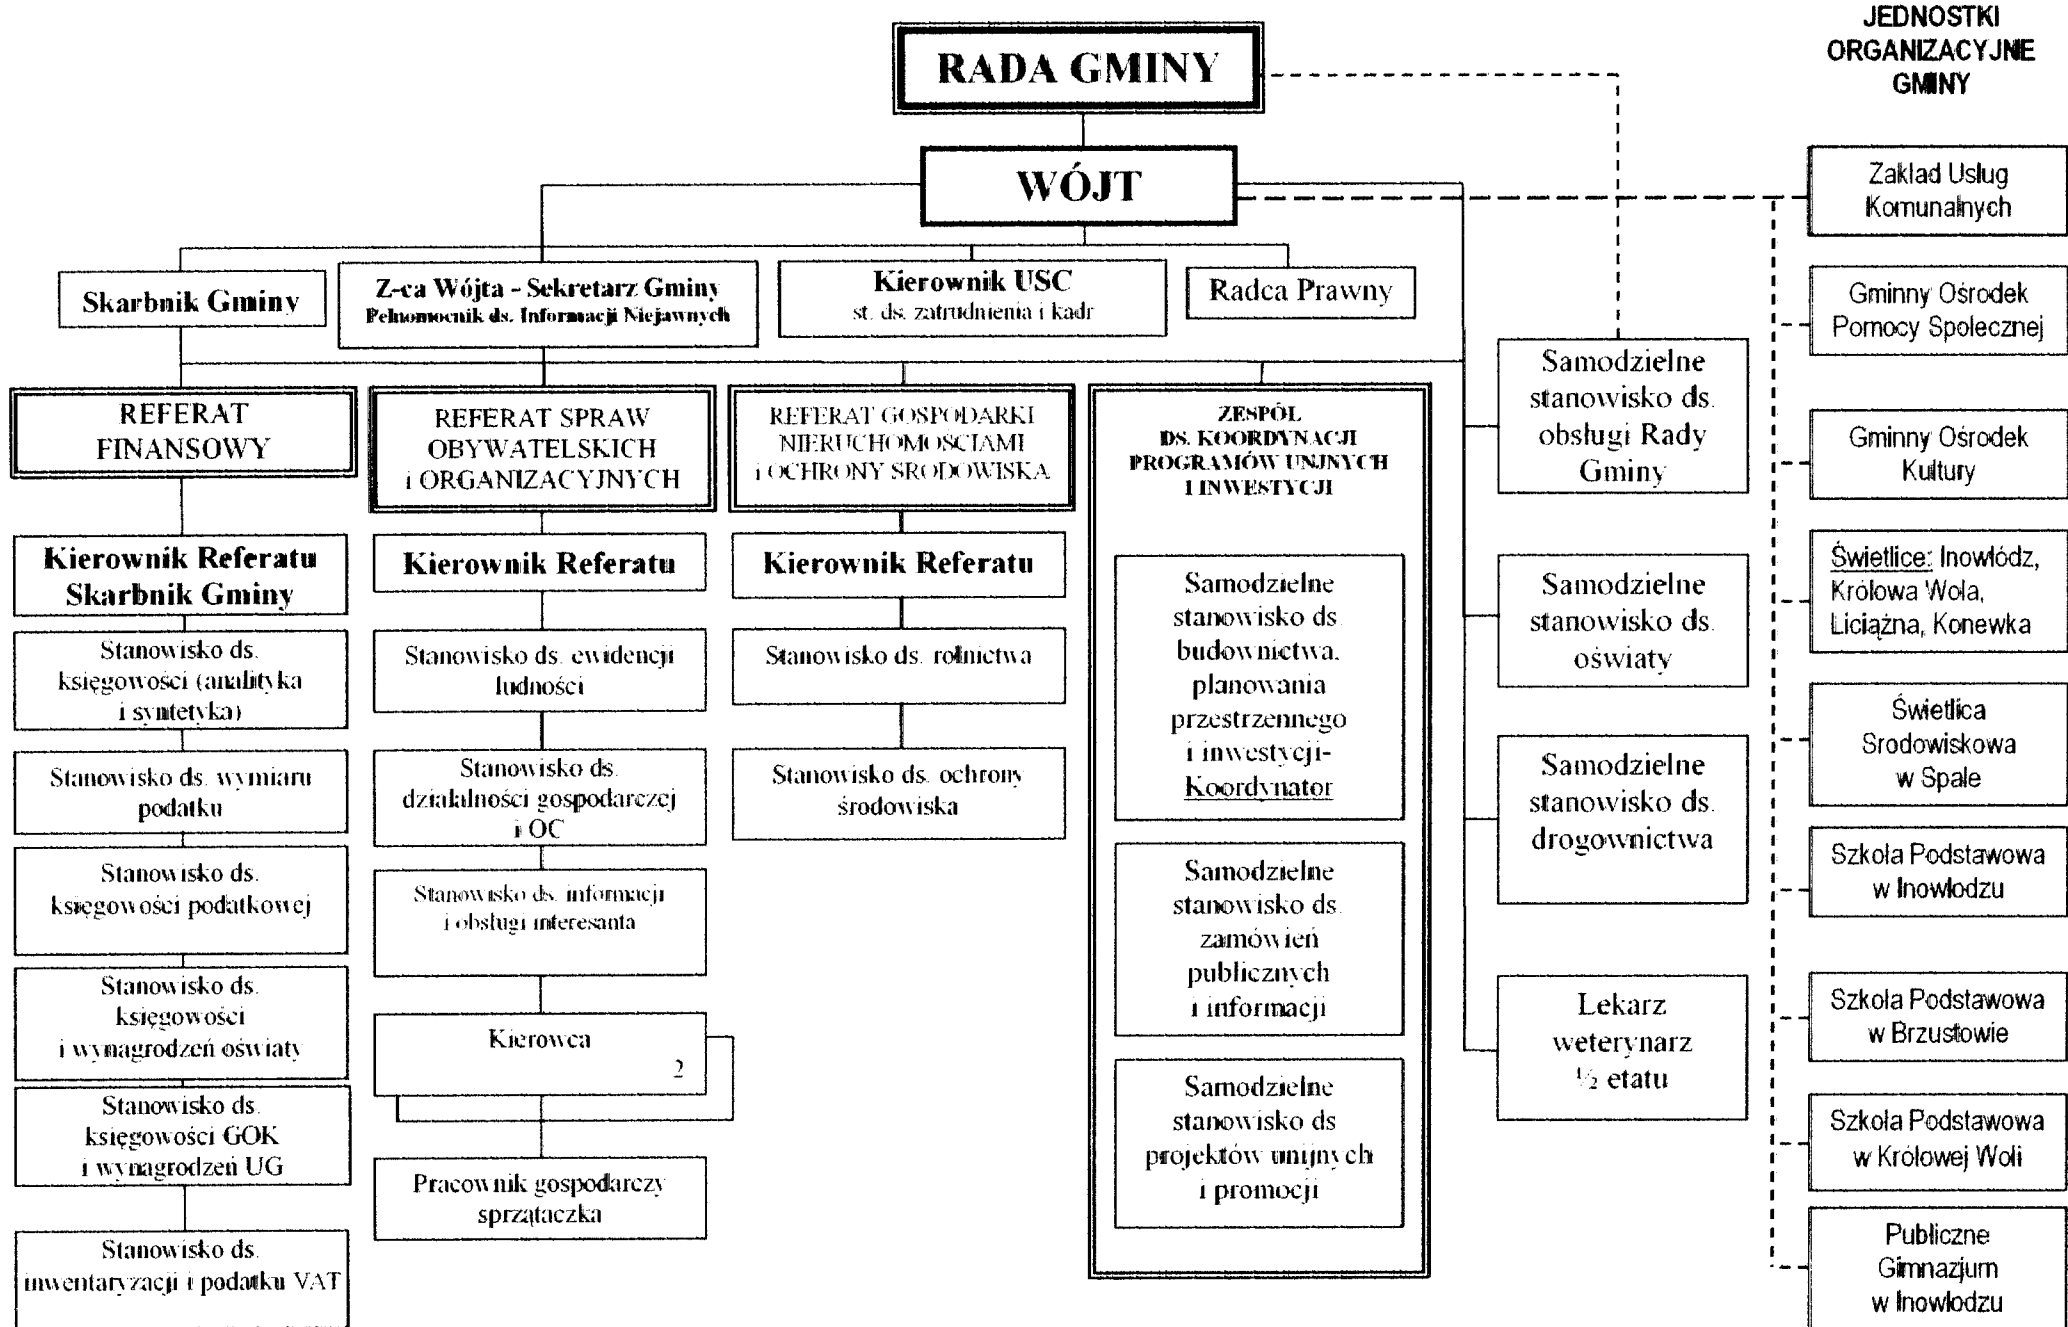 JEDNOSTKI
ORGANIZACYJNE
GMINY
RADA GMINY
WÓJT
Skarbnik Gminy
Z-ca Wójta - Sekretarz Gminy
Pełnomocnik ds. Informacji Niejawnych
Kierownik USC
st. ds. zatrudnienia i kadr
Radca Prawny
REFERAT
FINANSOWY
Kierownik Referatu
Skarbnik Gminy
Stanowisko ds.
księgowości (analityka
i syntetyka)
Stanowisko ds. wymiaru
podatku
Stanowisko ds.
księgowości podatkowej
Stanowisko ds.
księgowości
i wynagrodzeń oświaty
Stanowisko ds.
księgowości GOK
i wynagrodzeń UG
Stanowisko ds.
inwentaryzacji i podatku VAT
REFERAT SPRAW
OBYWATELSKICH
i ORGANIZACYJNYCH
Kierownik Referatu
Stanowisko ds. ewidencji
ludności
Stanowisko ds.
działalności gospodarczej
i OC
Stanowisko ds. informacji
i obsługi interesanta
Kierowca
2
Pracownik gospodarczy
sprzątaczka
REFERAT GOSPODARKI
NIERUCHOMOŚCIAMI
i OCHRONY ŚRODOWISKA
Kierownik Referatu
Stanowisko ds. rolnictwa
Stanowisko ds. ochrony
środowiska
ZESPÓŁ
DS. KOORDYNACJI
PROGRAMÓW UNJNYCH
I INWESTYCJI
Samodzielne
stanowisko ds.
budownictwa,
planowania
przestrzennego
i inwestycji-
Koordynator
Samodzielne
stanowisko ds.
zamówień
publicznych
i informacji
Samodzielne
stanowisko ds
projektów unijnych
i promocji
Samodzielne
stanowisko ds.
obsługi Rady
Gminy
Samodzielne
stanowisko ds.
oświaty
Samodzielne
stanowisko ds.
drogownictwa
Lekarz
weterynarz
½ etatu
Zakład Usług
Komunalnych
Gminny Ośrodek
Pomocy Społecznej
Gminny Ośrodek
Kultury
Świetlice: Inowłódz,
Królowa Wola,
Liciążna, Konewka
Świetlica
Środowiskowa
w Spale
Szkoła Podstawowa
w Inowłodzu
Szkoła Podstawowa
w Brzustowie
Szkoła Podstawowa
w Królowej Woli
Publiczne
Gimnazjum
w Inowłodzu